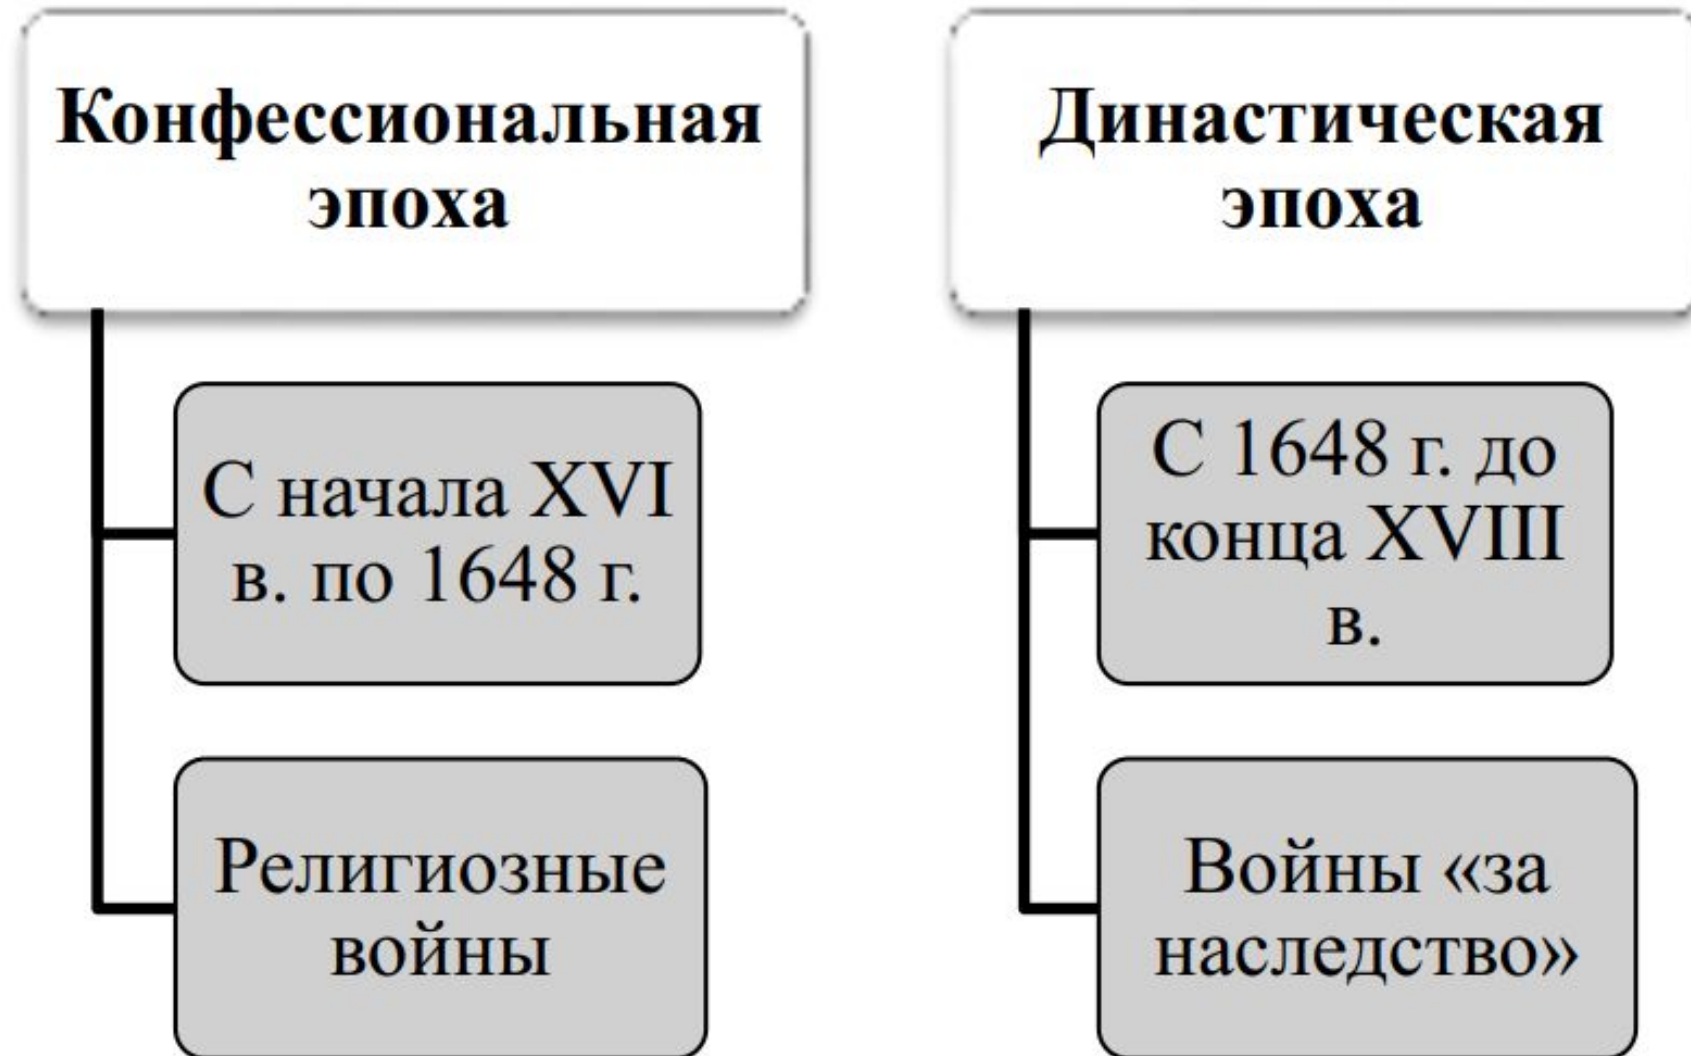 Конфессиональная
эпоха
С начала XVI
в. по 1648 г.
Религиозные
войны
Династическая
эпоха
С 1648 г. до
конца XVIII
в.
Войны «за
наследство»